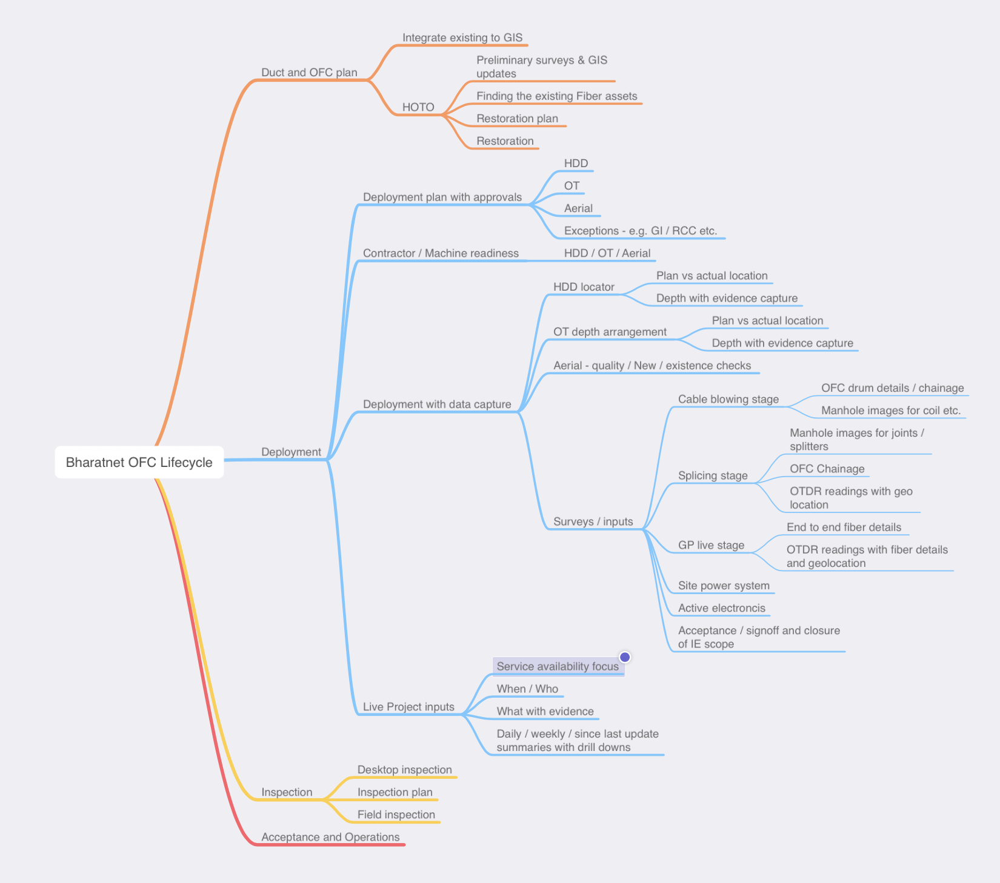 Integrate existing to GIS
Preliminary surveys & GIS
updates
Duct and OFC plan
Finding the existing Fiber assets
HOTO
Restoration plan
Restoration
HDD
OT
Deployment plan with approvals
Aerial
Exceptions - e.g. GI / RCC etc.
Contractor / Machine readiness
HDD / OT / Aerial
Plan vs actual location
HDD locator
Depth with evidence capture
Plan vs actual location
OT depth arrangement
Depth with evidence capture
Aerial - quality / New / existence checks
OFC drum details / chainage
Cable blowing stage
Deployment with data capture
Manhole images for coil etc.
Manhole images for joints /
splitters
Deployment
Bharatnet OFC Lifecycle
OFC Chainage
Splicing stage
OTDR readings with geo
location
Surveys / inputs
End to end fiber details
GP live stage
OTDR readings with fiber details
and geolocation
Site power system
Active electroncis
Acceptance / signoff and closure
of IE scope
Service availability focus
When / Who
Live Project inputs
What with evidence
Daily / weekly / since last update
summaries with drill downs
Desktop inspection
Inspection
Inspection plan
Field inspection
Acceptance and Operations